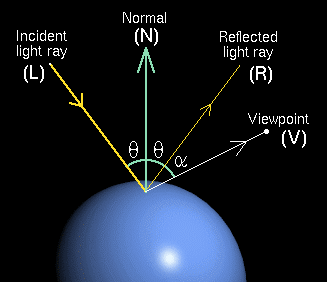 Normal
(N)
Incident
light ray
(L)
Reflected
light ray
(R)
Viewpoint
(V)
θ θ α